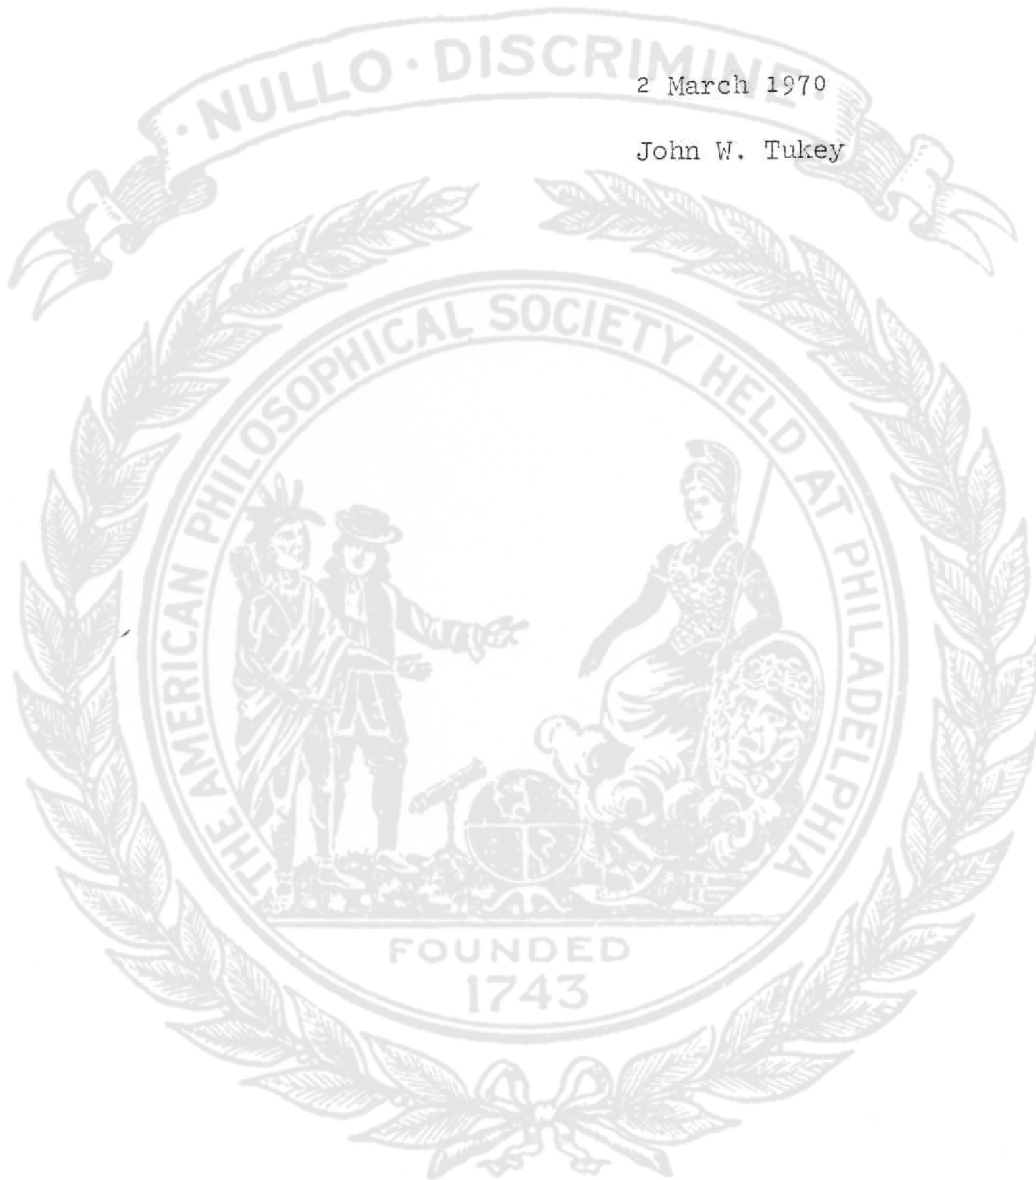 · NULLO · DISCRIMINE ·
2 March 1970
John W. Tukey
THE AMERICAN PHILOSOPHICAL SOCIETY HELD AT PHILADELPHIA
FOUNDED
1743